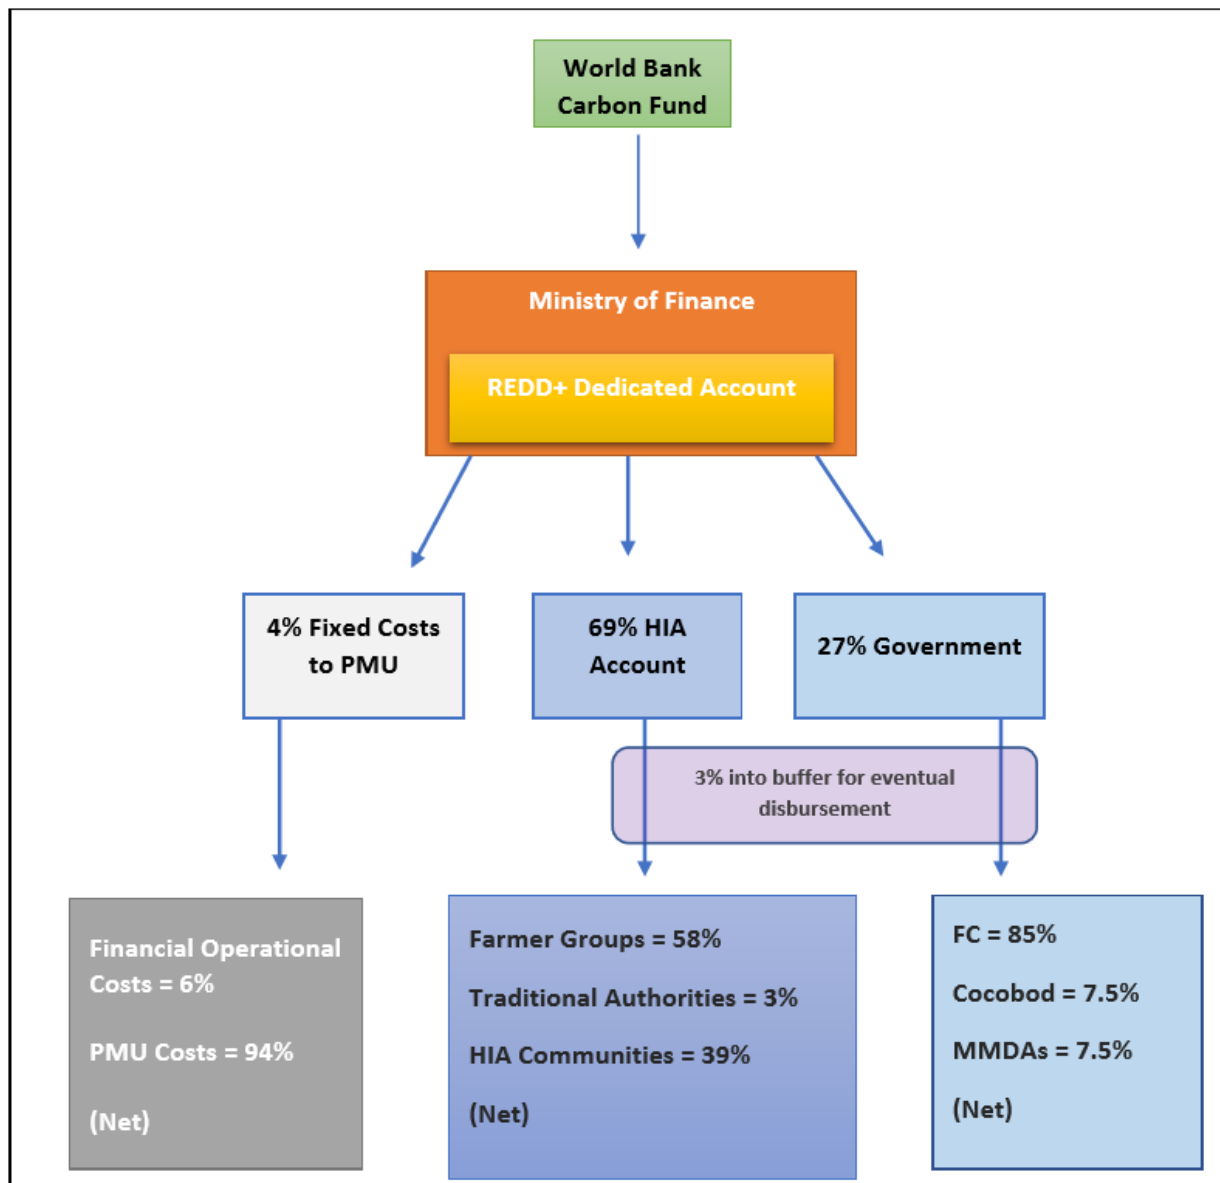 World Bank
Carbon Fund
Ministry of Finance
REDD+ Dedicated Account
4% Fixed Costs
to PMU
69% HIA
Account
27% Government
3% into buffer for eventual
disbursement
Financial Operational
Costs = 6%
PMU Costs = 94%
(Net)
Farmer Groups = 58%
Traditional Authorities = 3%
HIA Communities = 39%
(Net)
FC = 85%
Cocobod = 7.5%
MMDAs = 7.5%
(Net)